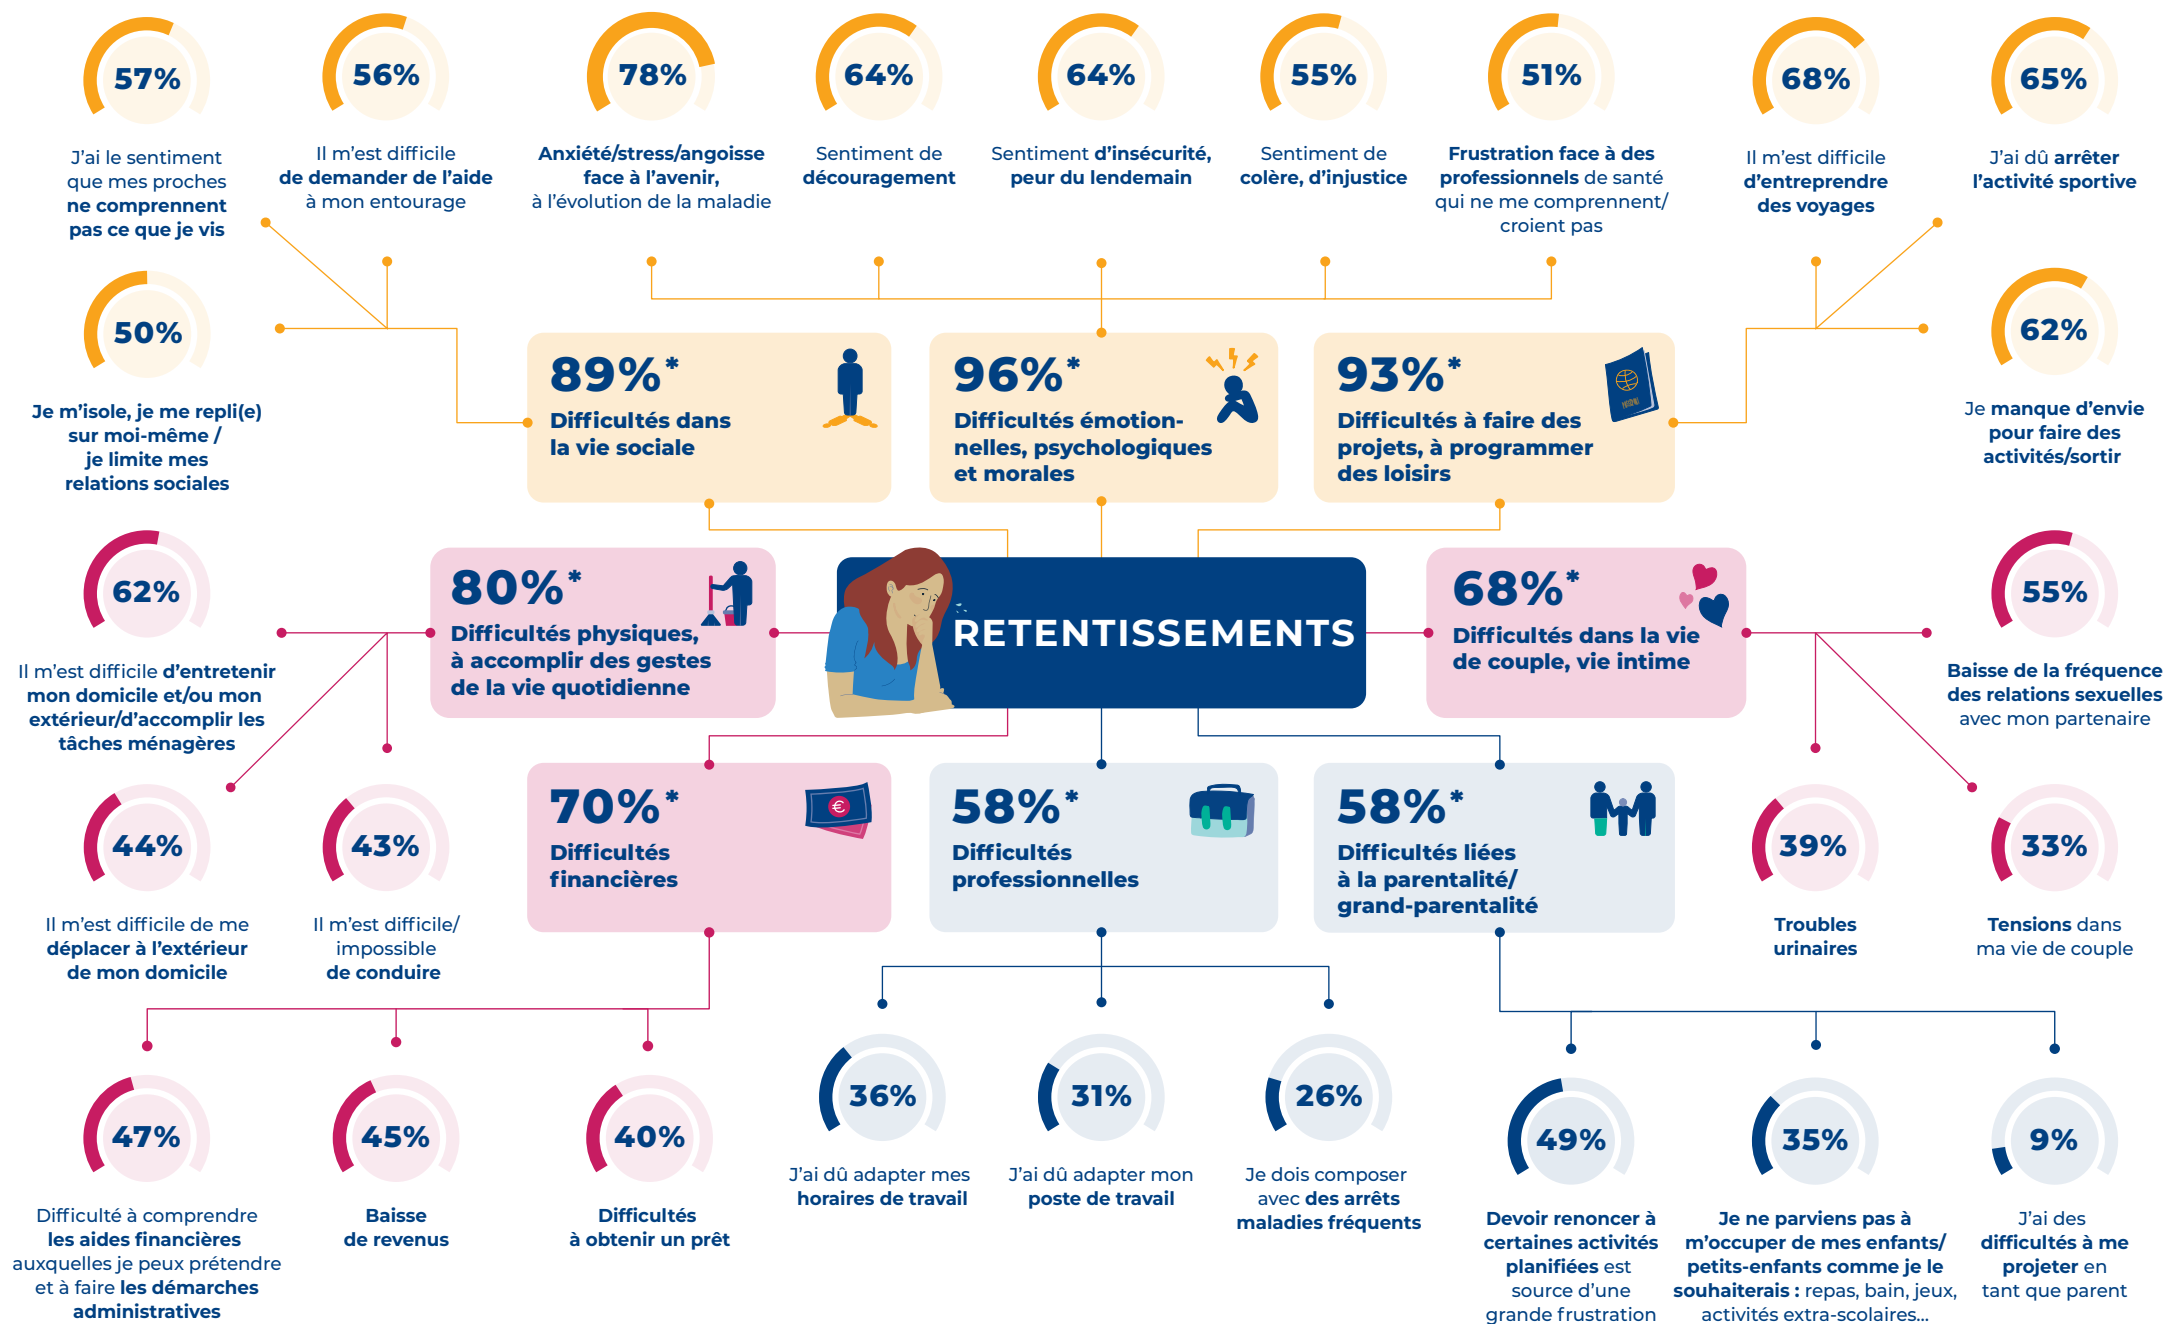 57%
J'ai le sentiment
que mes proches
ne comprennent
pas ce que je vis
56%
Il m'est difficile
de demander de l'aide
à mon entourage
78%
Anxiété/stress/angoisse
face à l'avenir,
à l'évolution de la maladie
64%
Sentiment de
découragement
64%
Sentiment d'insécurité,
peur du lendemain
55%
Sentiment de
colère, d'injustice
51%
Frustration face à des
professionnels de santé
qui ne me comprennent/
croient pas
68%
Il m'est difficile
d'entreprendre
des voyages
65%
J'ai dû arrêter
l'activité sportive
50%
Je m'isole, je me repli(e)
sur moi-même /
je limite mes
relations sociales
89%*
Difficultés dans
la vie sociale
96%*
Difficultés émotion-
nelles, psychologiques
et morales
93%*
Difficultés à faire des
projets, à programmer
des loisirs
62%
Je manque d'envie
pour faire des
activités/sortir
62%
Il m'est difficile d'entretenir
mon domicile et/ou mon
extérieur/d'accomplir les
tâches ménagères
80%*
Difficultés physiques,
à accomplir des gestes
de la vie quotidienne
RETENTISSEMENTS
68%*
Difficultés dans la vie
de couple, vie intime
55%
Baisse de la fréquence
des relations sexuelles
avec mon partenaire
44%
Il m'est difficile de me
déplacer à l'extérieur
de mon domicile
43%
Il m'est difficile/
impossible
de conduire
70%*
Difficultés
financières
€
58%*
Difficultés
professionnelles
58%*
Difficultés liées
à la parentalité/
grand-parentalité
39%
Troubles
urinaires
33%
Tensions dans
ma vie de couple
47%
Difficulté à comprendre
les aides financières
auxquelles je peux prétendre
et à faire les démarches
administratives
45%
Baisse
de revenus
40%
Difficultés
à obtenir un prêt
36%
J'ai dû adapter mes
horaires de travail
31%
J'ai dû adapter mon
poste de travail
26%
Je dois composer
avec des arrêts
maladies fréquents
49%
Devoir renoncer à
certaines activités
planifiées est
source d'une
grande frustration
35%
Je ne parviens pas à
m'occuper de mes enfants/
petits-enfants comme je le
souhaiterais : repas, bain, jeux,
activités extra-scolaires...
9%
J'ai des
difficultés à me
projeter en
tant que parent